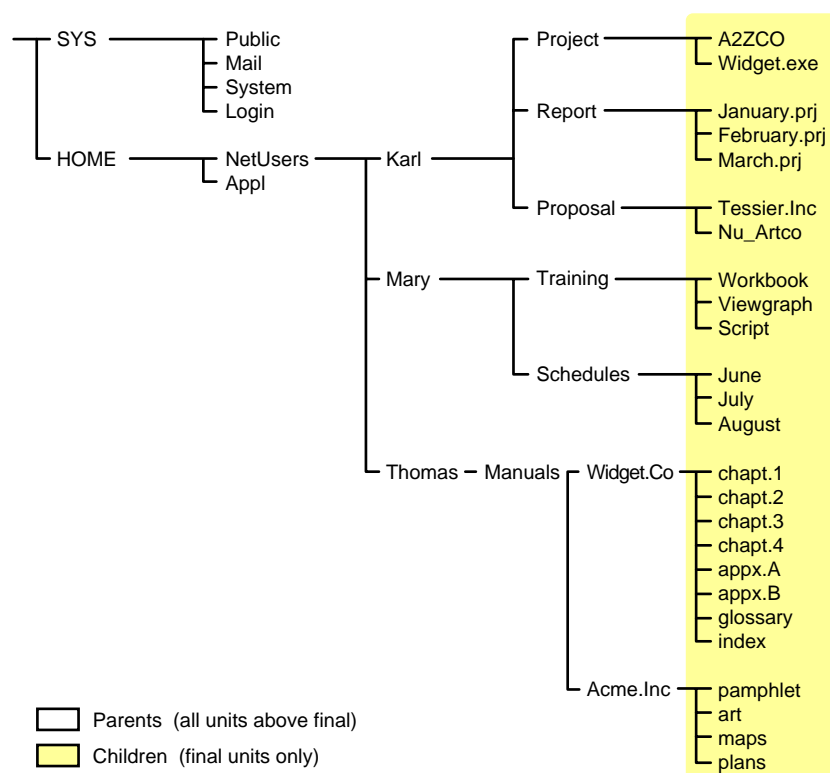 SYS Public Project A2ZCO
Mail Widget.exe
System
Login Report January.prj
February.prj
HOME NetUsers Karl March.prj
Appl
Proposal Tessier.Inc
Nu_Artco
Mary Training Workbook
Viewgraph
Script
Schedules June
July
August
Thomas Manuals Widget.Co chapt.1
chapt.2
chapt.3
chapt.4
appx.A
appx.B
glossary
index
Acme.Inc pamphlet
art
maps
plans
Parents (all units above final)
Children (final units only)